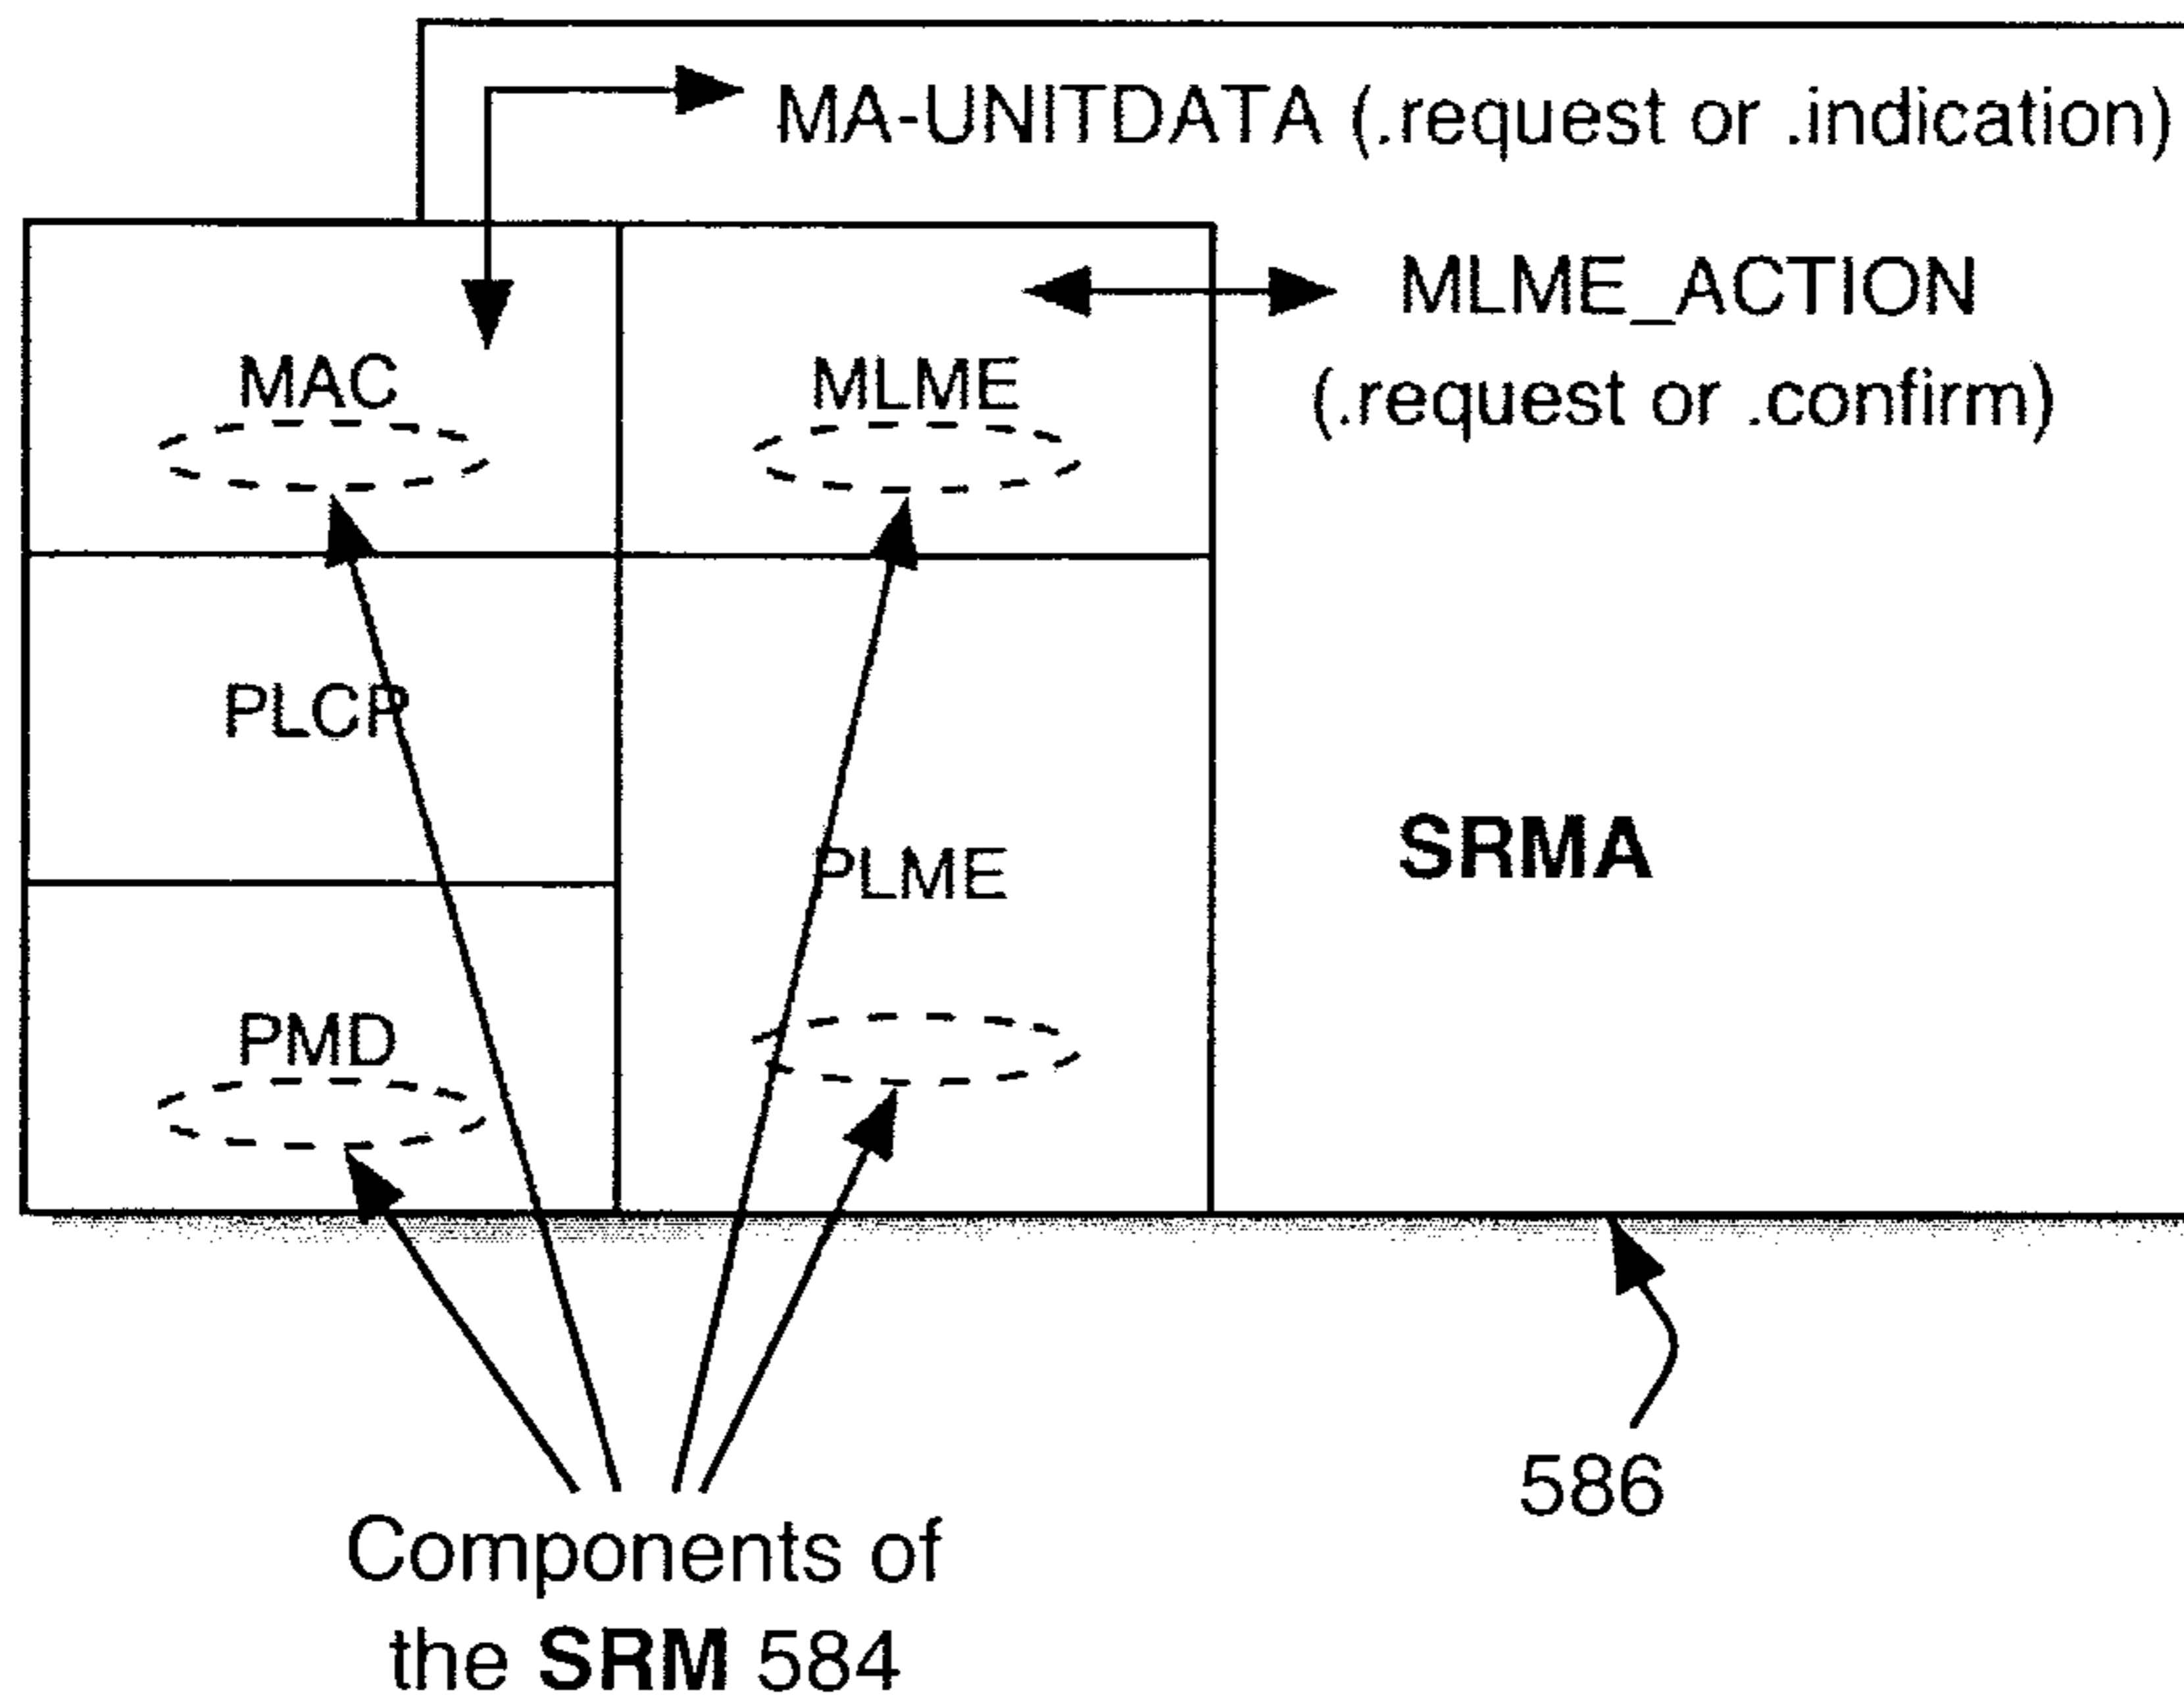 MA-UNITDATA (.request or .indication)
MLME_ACTION
(.request or .confirm)
MAC
MLME
PLCP
PLME
SRMA
PMD
586
Components of
the SRM 584